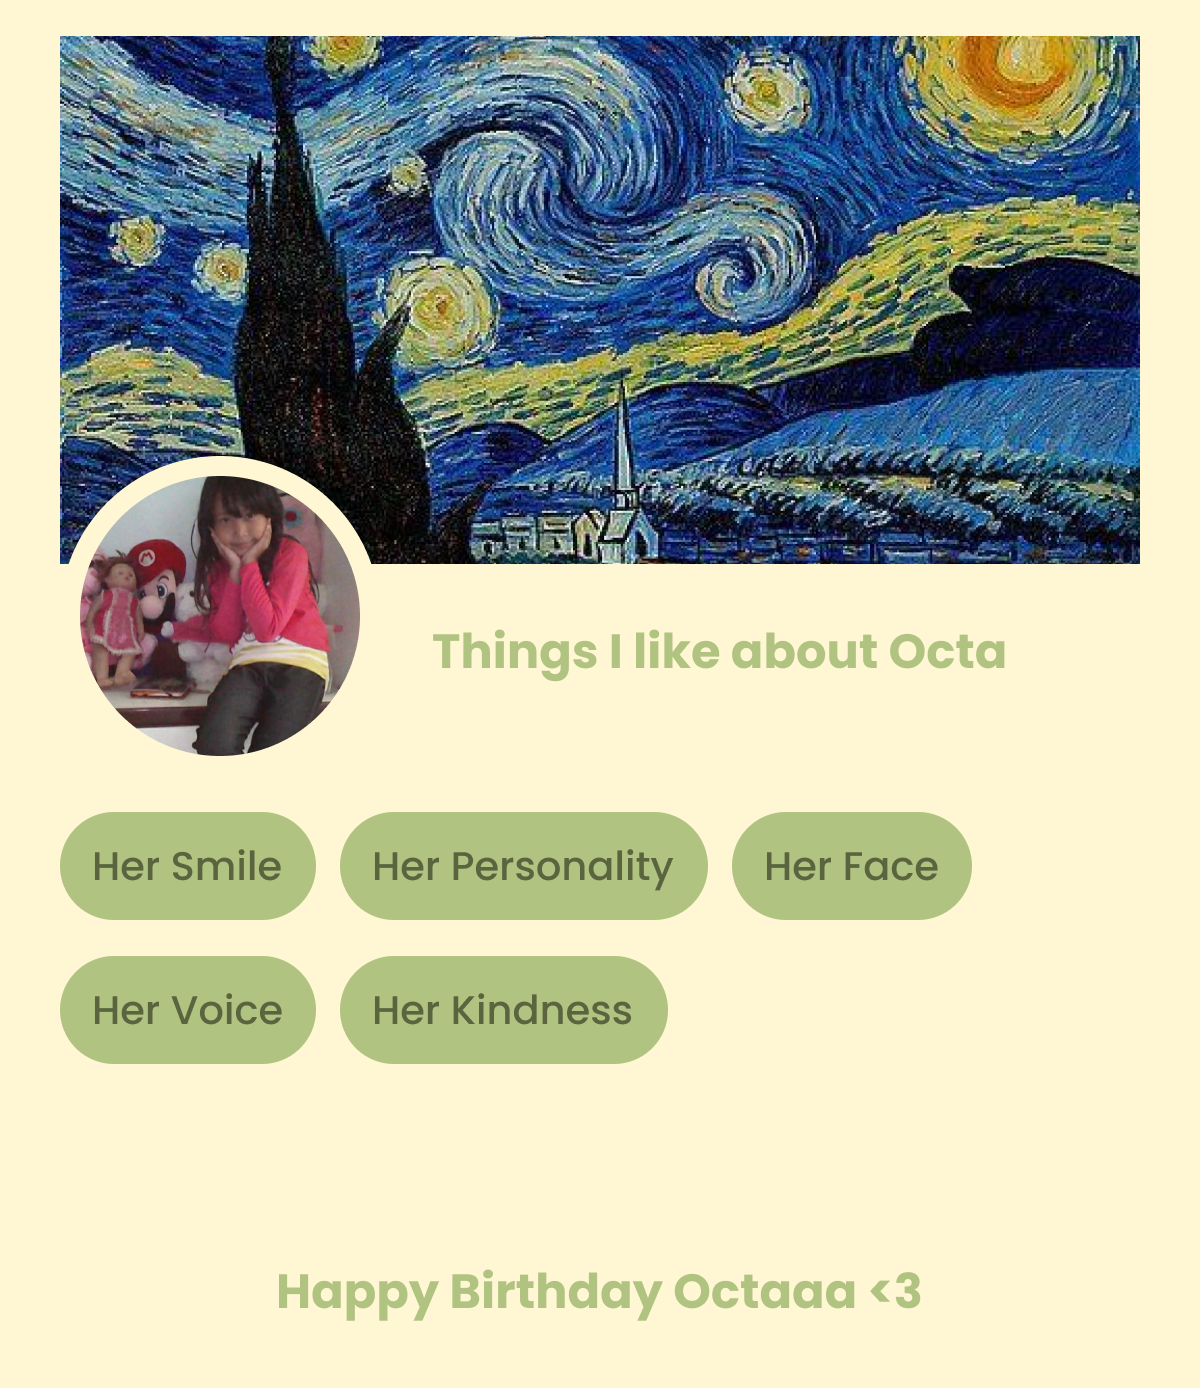 Things I like about Octa
Her Smile
Her Personality
Her Face
Her Voice
Her Kindness
Happy Birthday Octaaa <3